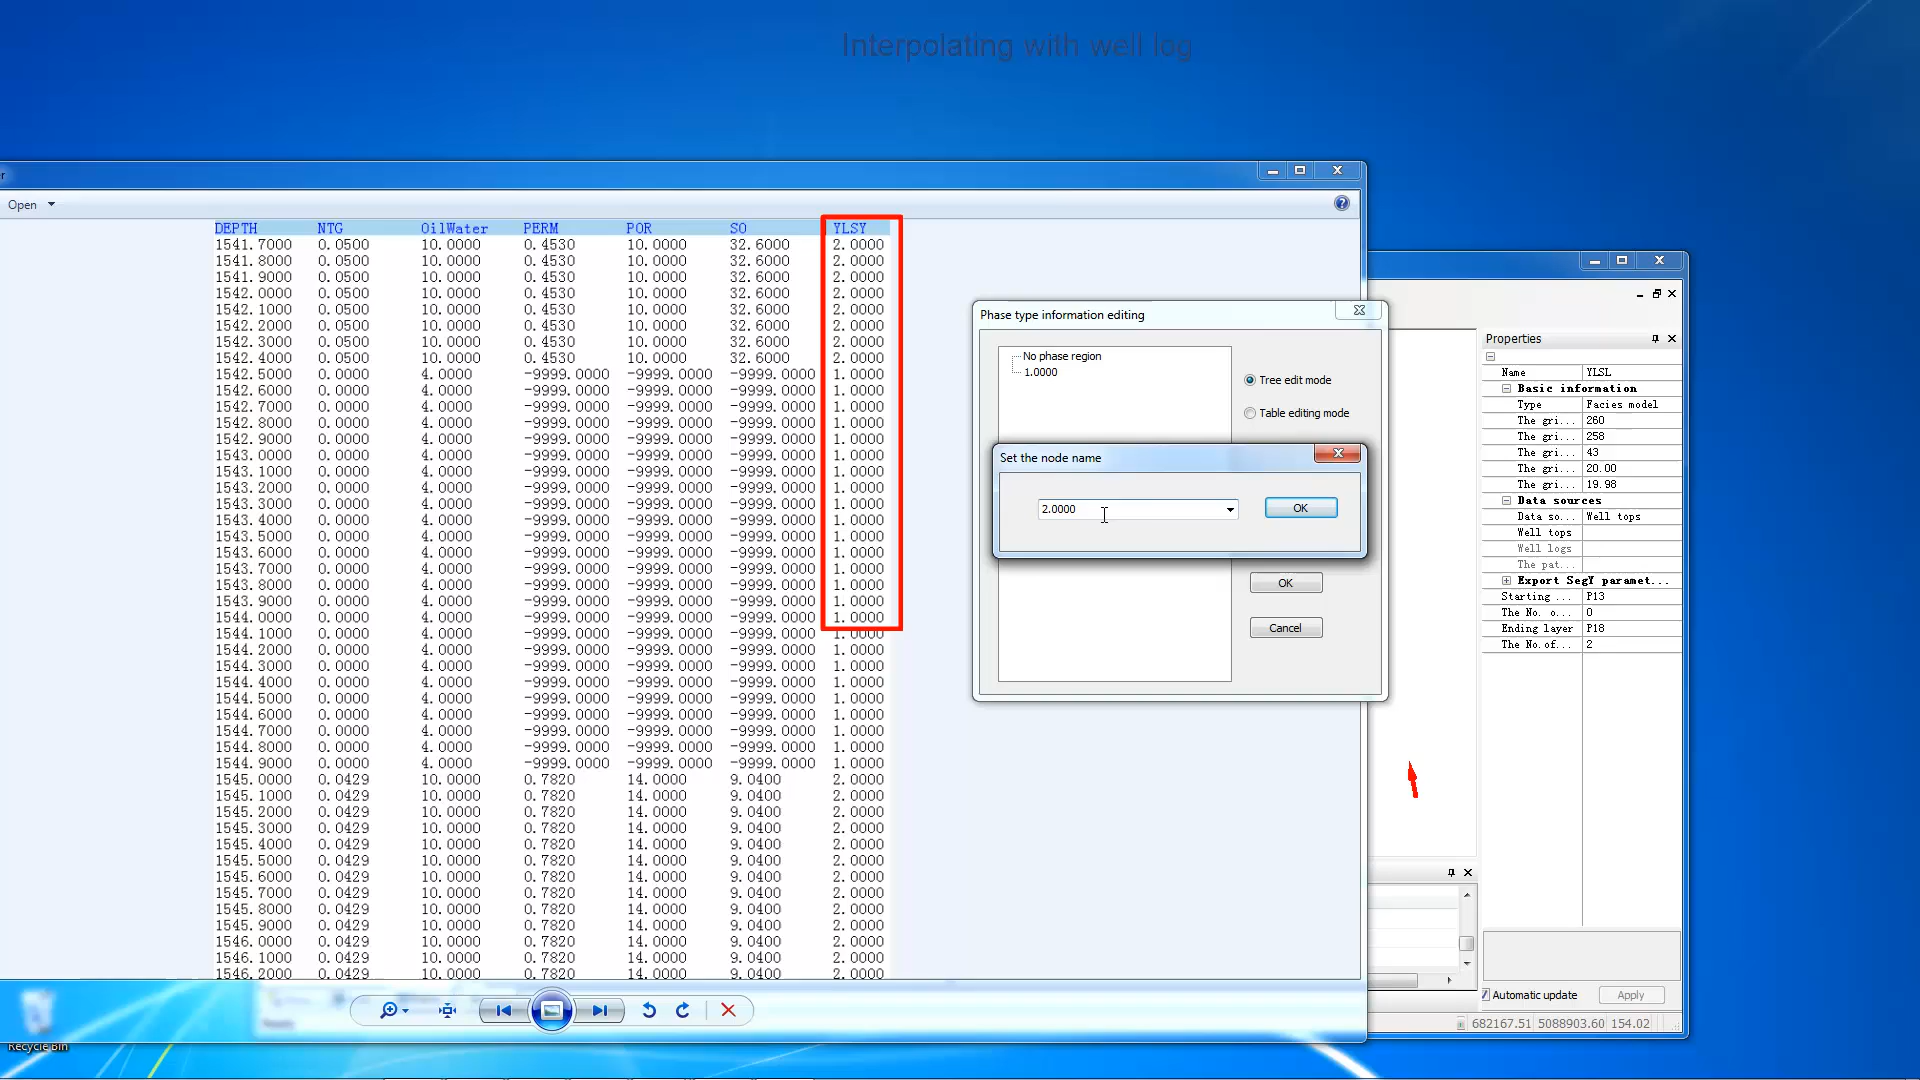 Interpolating with well log
r
Open
DEPTH NTG OilWater PERM POR SO YLSY
1541.7000 0.0500 10.0000 0.4530 10.0000 32.6000 2.0000
1541.8000 0.0500 10.0000 0.4530 10.0000 32.6000 2.0000
1541.9000 0.0500 10.0000 0.4530 10.0000 32.6000 2.0000
1542.0000 0.0500 10.0000 0.4530 10.0000 32.6000 2.0000
1542.1000 0.0500 10.0000 0.4530 10.0000 32.6000 2.0000
1542.2000 0.0500 10.0000 0.4530 10.0000 32.6000 2.0000
1542.3000 0.0500 10.0000 0.4530 10.0000 32.6000 2.0000
1542.4000 0.0500 10.0000 0.4530 10.0000 32.6000 2.0000
1542.5000 0.0000 4.0000 -9999.0000 -9999.0000 -9999.0000 1.0000
1542.6000 0.0000 4.0000 -9999.0000 -9999.0000 -9999.0000 1.0000
1542.7000 0.0000 4.0000 -9999.0000 -9999.0000 -9999.0000 1.0000
1542.8000 0.0000 4.0000 -9999.0000 -9999.0000 -9999.0000 1.0000
1542.9000 0.0000 4.0000 -9999.0000 -9999.0000 -9999.0000 1.0000
1543.0000 0.0000 4.0000 -9999.0000 -9999.0000 -9999.0000 1.0000
1543.1000 0.0000 4.0000 -9999.0000 -9999.0000 -9999.0000 1.0000
1543.2000 0.0000 4.0000 -9999.0000 -9999.0000 -9999.0000 1.0000
1543.3000 0.0000 4.0000 -9999.0000 -9999.0000 -9999.0000 1.0000
1543.4000 0.0000 4.0000 -9999.0000 -9999.0000 -9999.0000 1.0000
1543.5000 0.0000 4.0000 -9999.0000 -9999.0000 -9999.0000 1.0000
1543.6000 0.0000 4.0000 -9999.0000 -9999.0000 -9999.0000 1.0000
1543.7000 0.0000 4.0000 -9999.0000 -9999.0000 -9999.0000 1.0000
1543.8000 0.0000 4.0000 -9999.0000 -9999.0000 -9999.0000 1.0000
1543.9000 0.0000 4.0000 -9999.0000 -9999.0000 -9999.0000 1.0000
1544.0000 0.0000 4.0000 -9999.0000 -9999.0000 -9999.0000 1.0000
1544.1000 0.0000 4.0000 -9999.0000 -9999.0000 -9999.0000 1.0000
1544.2000 0.0000 4.0000 -9999.0000 -9999.0000 -9999.0000 1.0000
1544.3000 0.0000 4.0000 -9999.0000 -9999.0000 -9999.0000 1.0000
1544.4000 0.0000 4.0000 -9999.0000 -9999.0000 -9999.0000 1.0000
1544.5000 0.0000 4.0000 -9999.0000 -9999.0000 -9999.0000 1.0000
1544.6000 0.0000 4.0000 -9999.0000 -9999.0000 -9999.0000 1.0000
1544.7000 0.0000 4.0000 -9999.0000 -9999.0000 -9999.0000 1.0000
1544.8000 0.0000 4.0000 -9999.0000 -9999.0000 -9999.0000 1.0000
1544.9000 0.0000 4.0000 -9999.0000 -9999.0000 -9999.0000 1.0000
1545.0000 0.0429 10.0000 0.7820 14.0000 9.0400 2.0000
1545.1000 0.0429 10.0000 0.7820 14.0000 9.0400 2.0000
1545.2000 0.0429 10.0000 0.7820 14.0000 9.0400 2.0000
1545.3000 0.0429 10.0000 0.7820 14.0000 9.0400 2.0000
1545.4000 0.0429 10.0000 0.7820 14.0000 9.0400 2.0000
1545.5000 0.0429 10.0000 0.7820 14.0000 9.0400 2.0000
1545.6000 0.0429 10.0000 0.7820 14.0000 9.0400 2.0000
1545.7000 0.0429 10.0000 0.7820 14.0000 9.0400 2.0000
1545.8000 0.0429 10.0000 0.7820 14.0000 9.0400 2.0000
1545.9000 0.0429 10.0000 0.7820 14.0000 9.0400 2.0000
1546.0000 0.0429 10.0000 0.7820 14.0000 9.0400 2.0000
1546.1000 0.0429 10.0000 0.7820 14.0000 9.0400 2.0000
1546.2000 0.0429 10.0000 0.7820 14.0000 9.0400 2.0000
Phase type information editing
No phase region
1.0000
Tree edit mode
Table editing mode
Set the node name
2.0000
OK
OK
Cancel
Properties
Name YLSL
Basic information
Type Facies model
The gri... 260
The gri... 258
The gri... 43
The gri... 20.00
The gri... 19.98
Data sources
Data so... Well tops
Well tops
Well logs
The pat...
Export SegY paramet...
Starting ... P13
The No. o... 0
Ending layer P18
The No.of... 2
Automatic update
Apply
682167.51 5088903.60 154.02
Recycle Bin